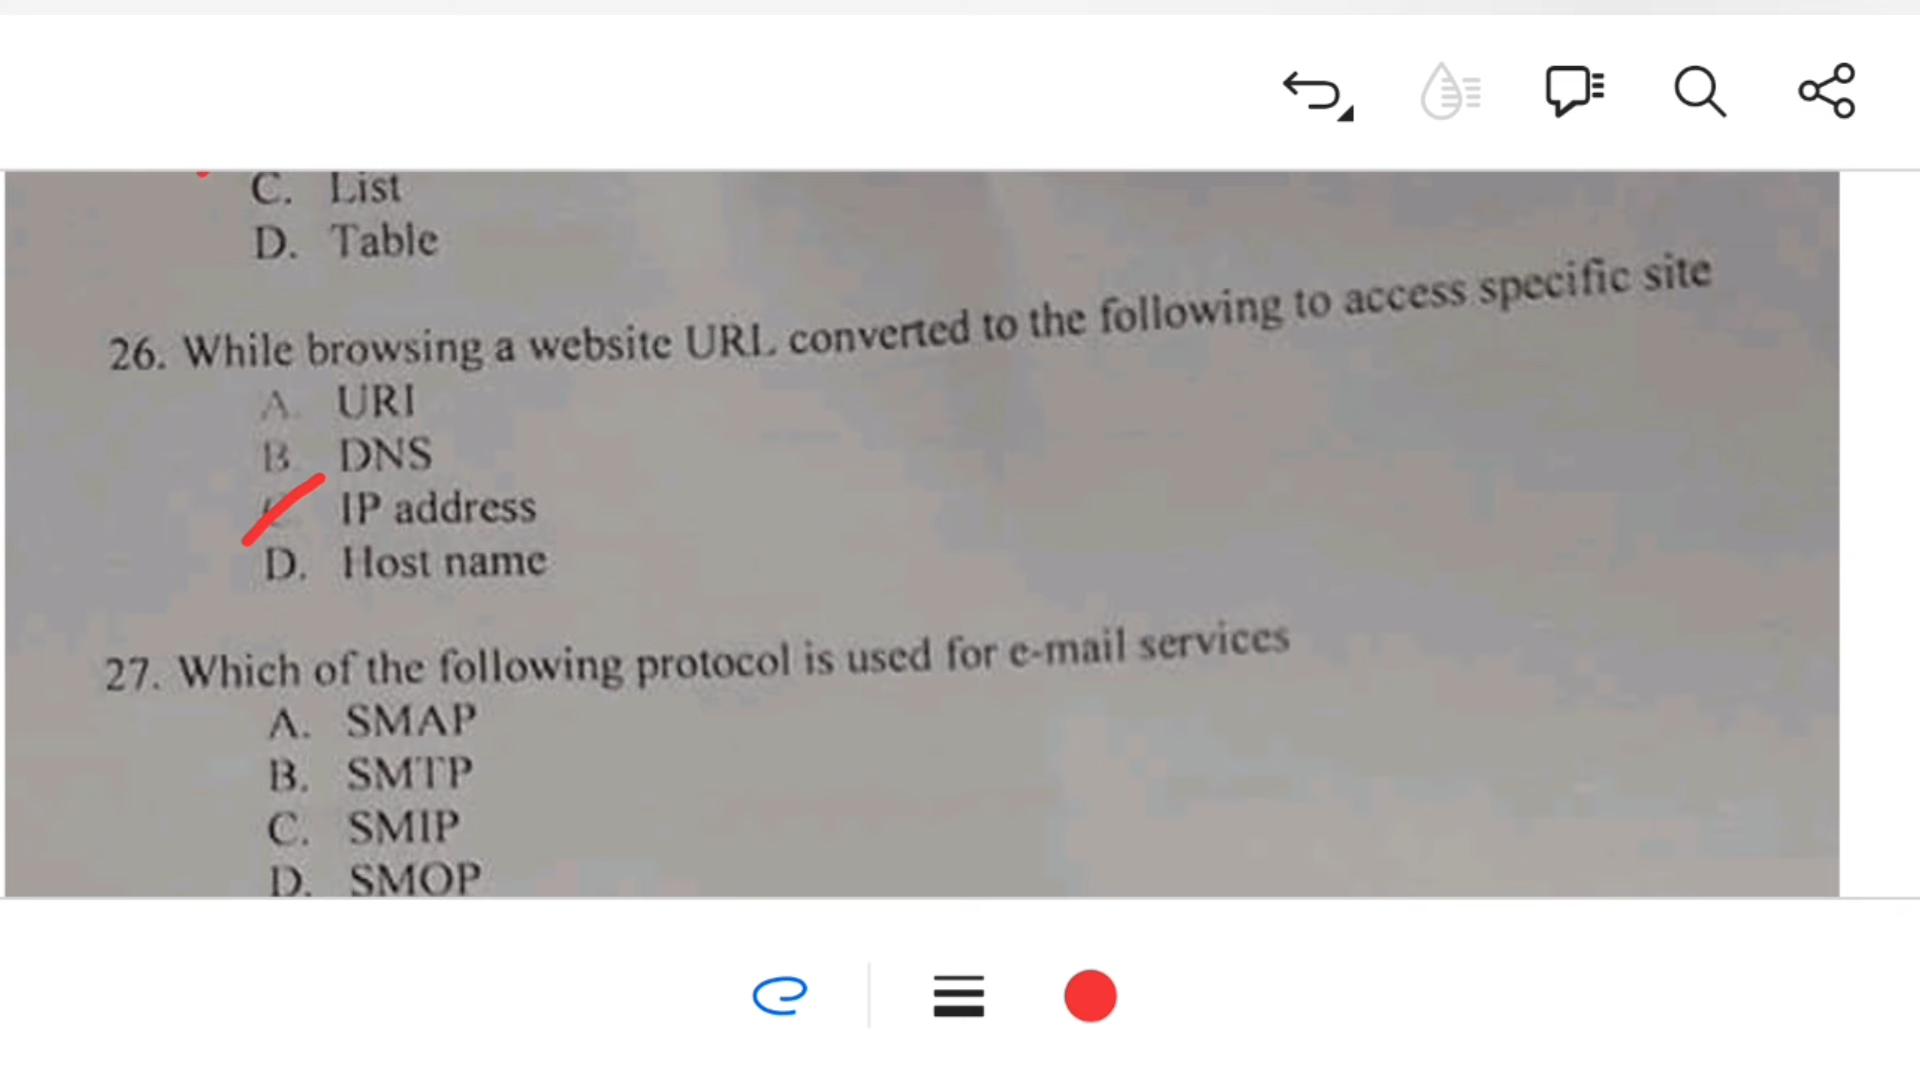 C. List
D. Table
26. While browsing a website URL converted to the following to access specific site
A. URI
B. DNS
C. IP address
D. Host name
27. Which of the following protocol is used for e-mail services
A. SMAP
B. SMTP
C. SMIP
D. SMOP